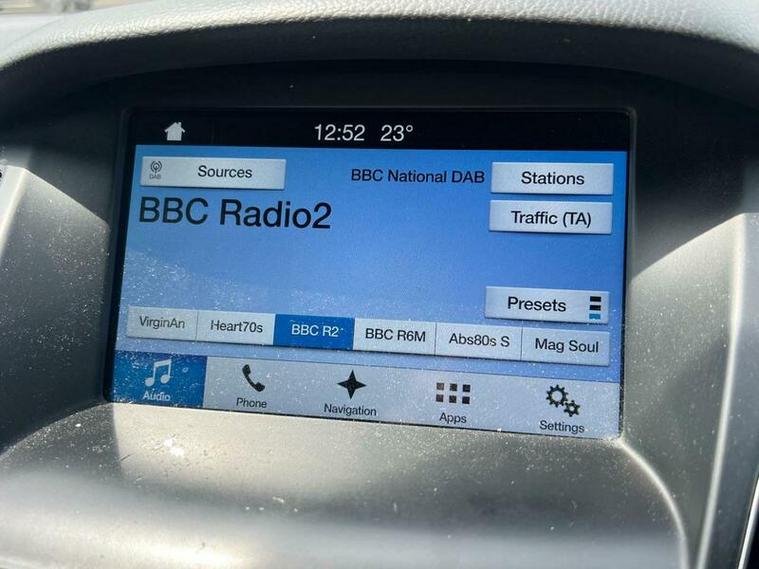 12:52 23°
DAB
Sources
BBC National DAB
Stations
BBC Radio2
Traffic (TA)
Presets
VirginAn
Heart70s
BBC R2
BBC R6M
Abs80s S
Mag Soul
Audio
Phone
Navigation
Apps
Settings